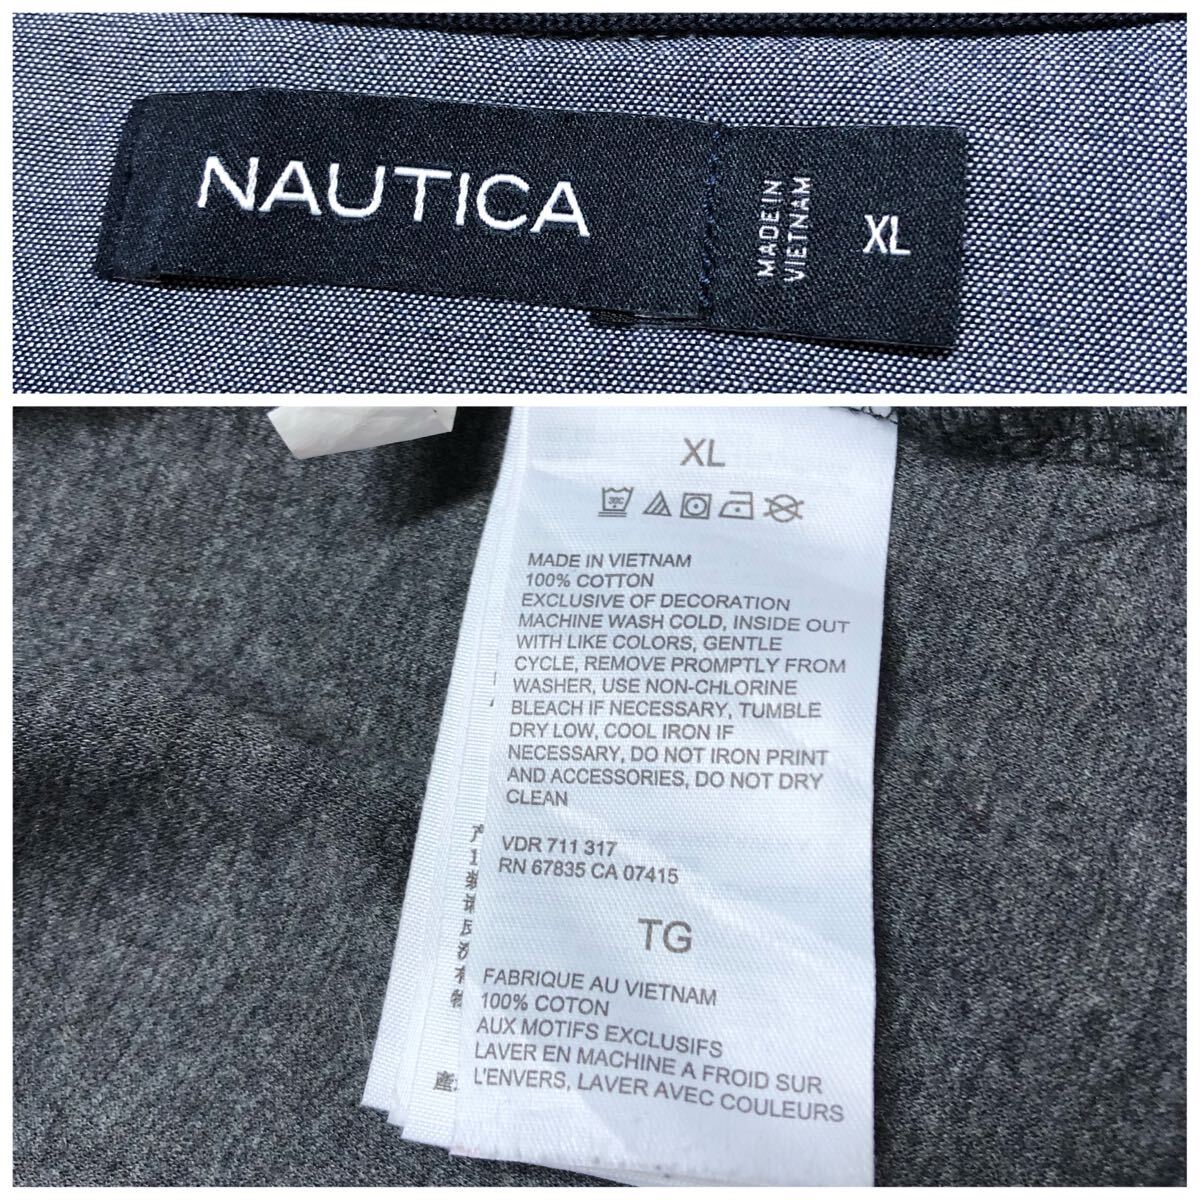 NAUTICA
MADE IN
VIETNAM
XL
XL
30C
MADE IN VIETNAM
100% COTTON
EXCLUSIVE OF DECORATION
MACHINE WASH COLD, INSIDE OUT
WITH LIKE COLORS, GENTLE
CYCLE, REMOVE PROMPTLY FROM
WASHER, USE NON-CHLORINE
BLEACH IF NECESSARY, TUMBLE
DRY LOW, COOL IRON IF
NECESSARY, DO NOT IRON PRINT
AND ACCESSORIES, DO NOT DRY
CLEAN
VDR 711 317
RN 67835 CA 07415
TG
FABRIQUE AU VIETNAM
100% COTON
AUX MOTIFS EXCLUSIFS
LAVER EN MACHINE A FROID SUR
L'ENVERS, LAVER AVEC COULEURS
產